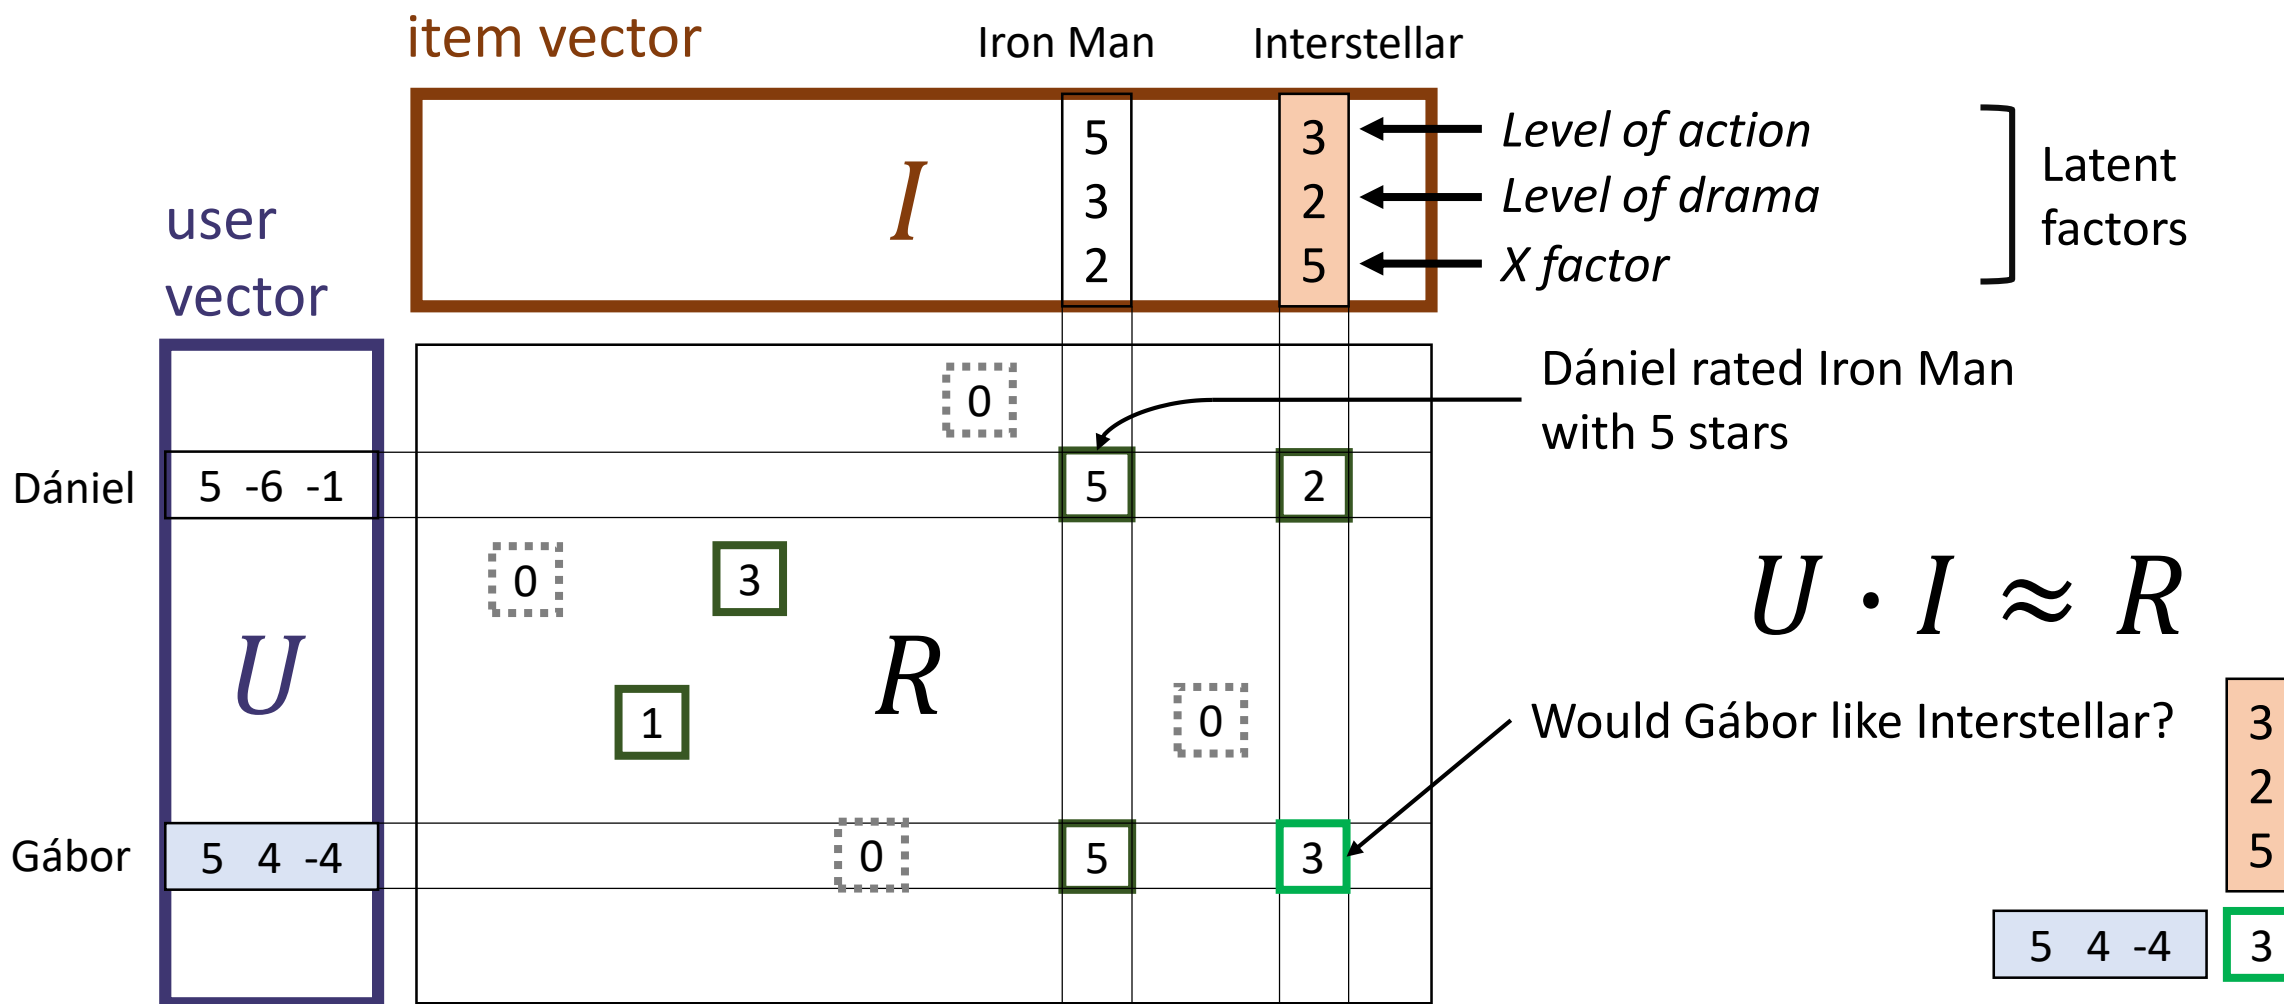 item vector
Iron Man
Interstellar
5
3
2
3
2
5
I
Level of action
Level of drama
X factor
Latent
factors
user
vector
0
Dániel rated Iron Man
with 5 stars
Dániel
5 -6 -1
5
2
0
3
U · I ≈ R
U
R
1
0
Would Gábor like Interstellar?
3
2
5
Gábor
5 4 -4
0
5
3
5 4 -4
3